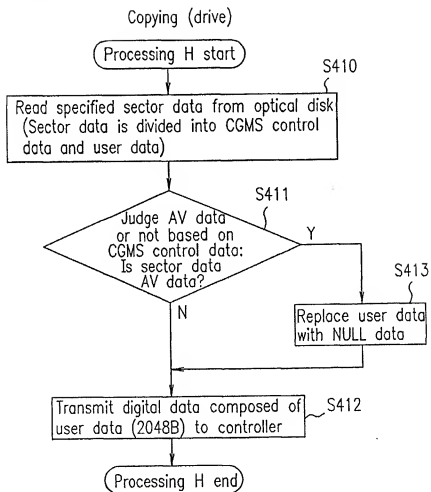 Copying (drive)
Processing H start
S410
Read specified sector data from optical disk
(Sector data is divided into CGMS control
data and user data)
S411
Judge AV data
or not based on
CGMS control data:
Is sector data
AV data?
Y
N
S413
Replace user data
with NULL data
Transmit digital data composed of
user data (2048B) to controller
S412
Processing H end